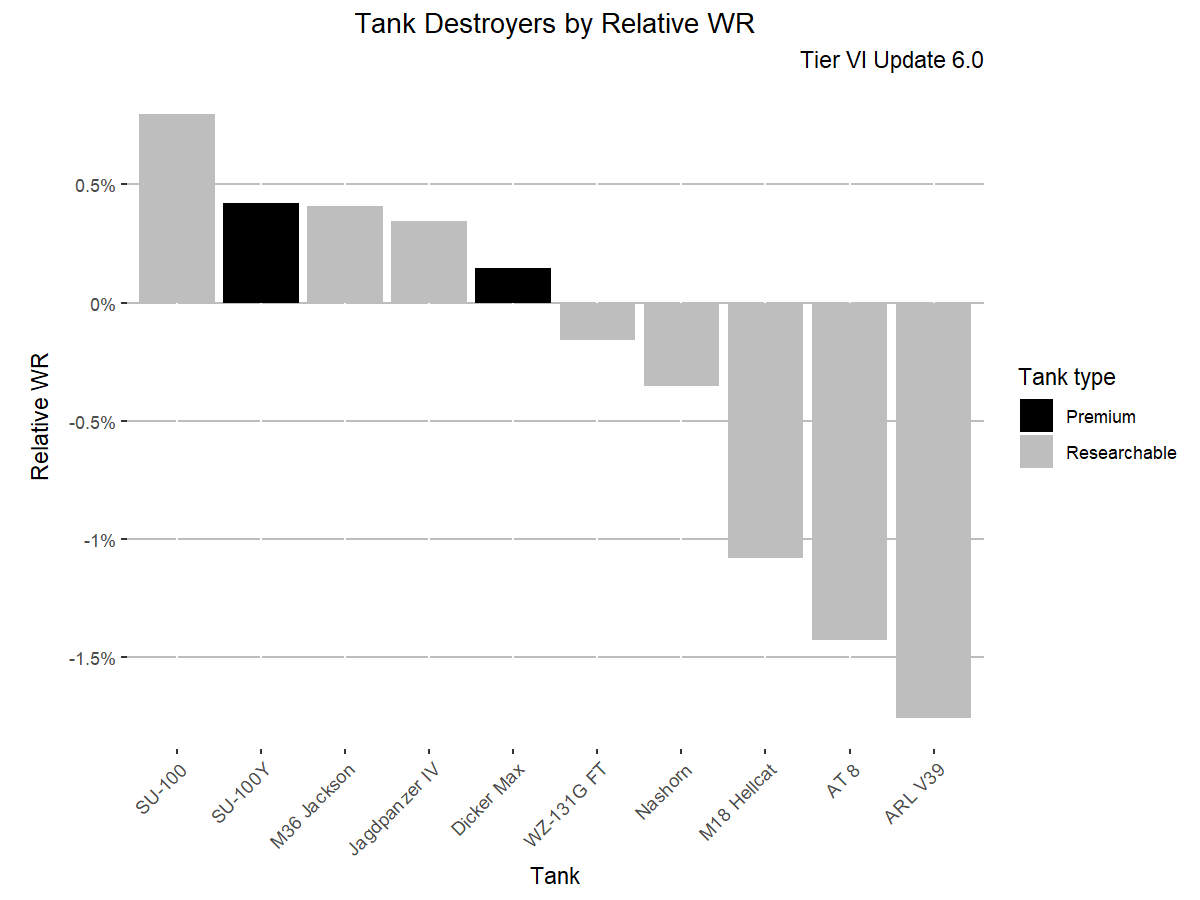 Tank Destroyers by Relative WR
Tier VI Update 6.0
0.5%
0%
-0.5%
-1%
-1.5%
Relative WR
SU-100
SU-100Y
M36 Jackson
Jagdpanzer IV
Dicker Max
WZ-131G FT
Nashorn
M18 Hellcat
AT 8
ARL V39
Tank
Tank type
Premium
Researchable